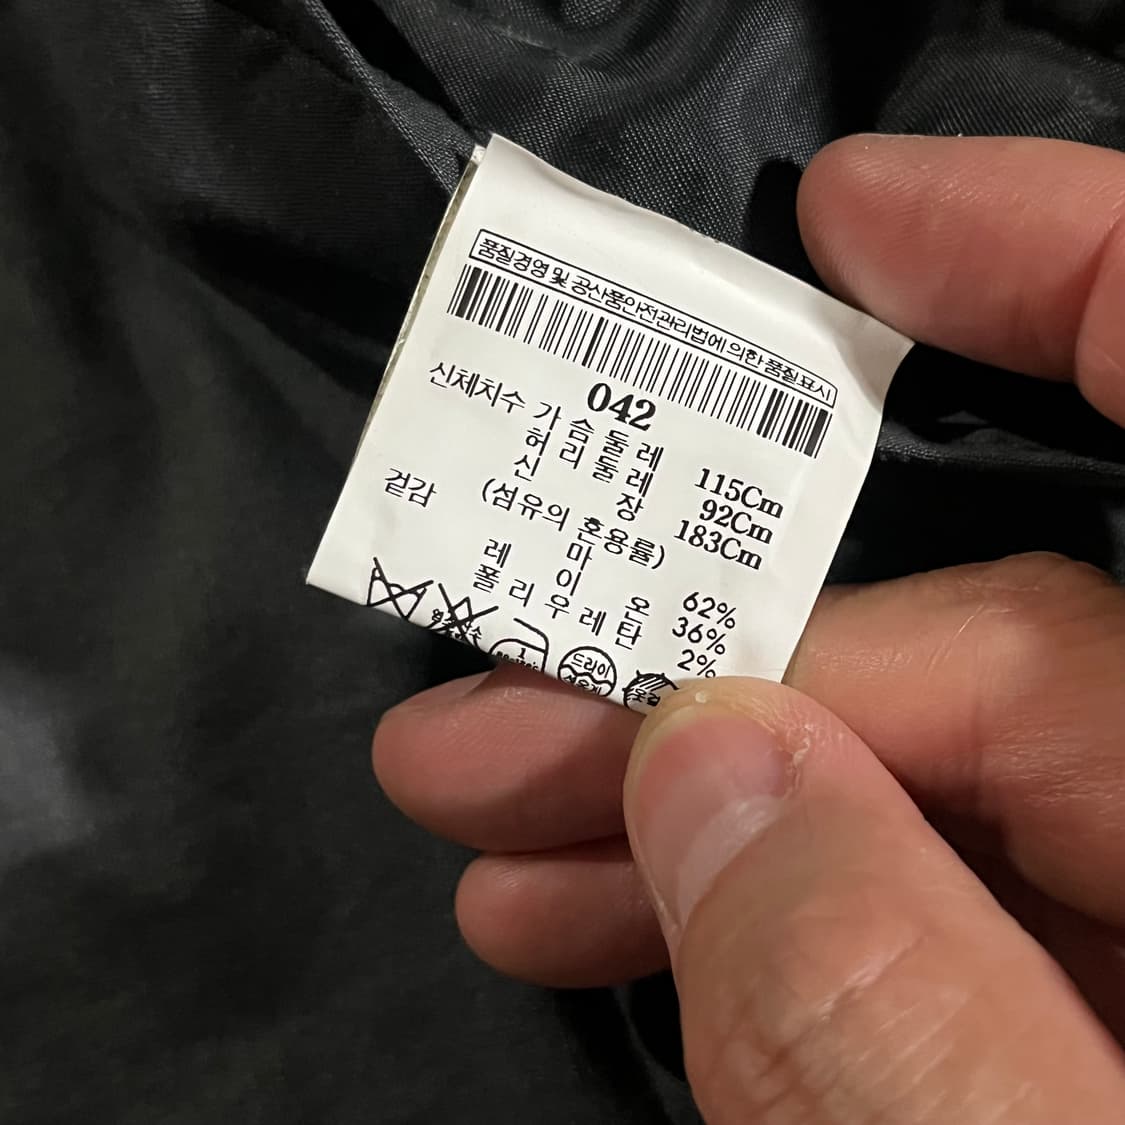 품질경영 및 공산품안전관리법에 의한 품질표시
042
신체치수 가슴둘레 115Cm
허리둘레 92Cm
신장 183Cm
겉감 (섬유의 혼용률)
마 62%
레이온 36%
폴리우레탄 2%
드라이